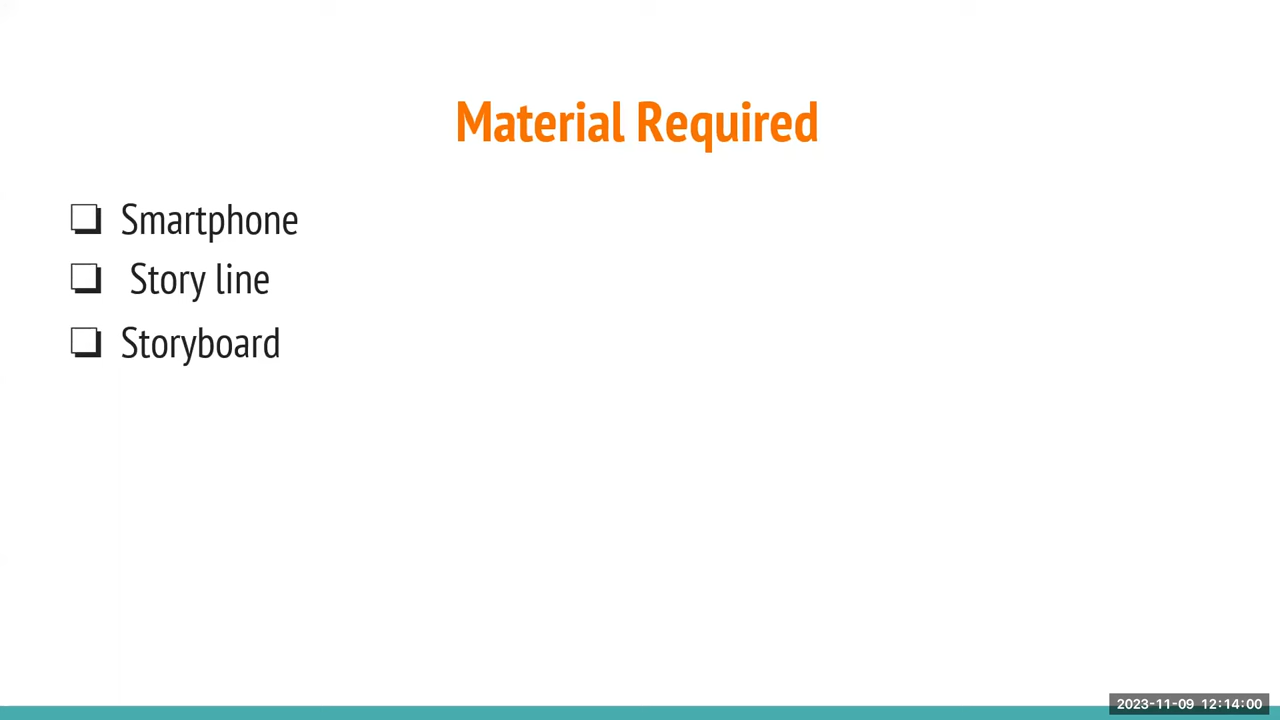 Material Required
❏ Smartphone
❏ Story line
❏ Storyboard
2023-11-09 12:14:00